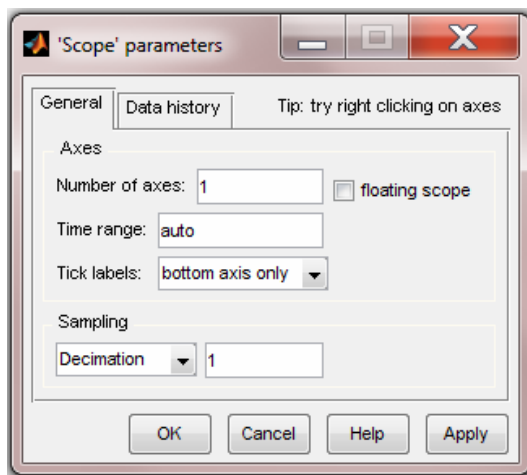 'Scope' parameters
General Data history Tip: try right clicking on axes
Axes
Number of axes: 1 floating scope
Time range: auto
Tick labels: bottom axis only
Sampling
Decimation 1
OK Cancel Help Apply